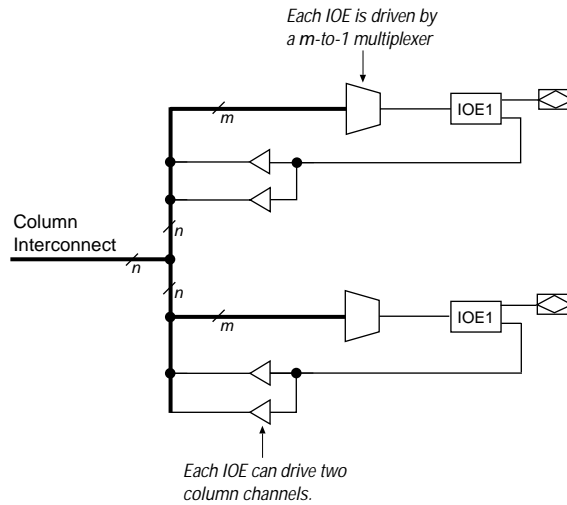 Each IOE is driven by
a m-to-1 multiplexer
IOE1
m
Column
Interconnect
n
n
n
m
IOE1
Each IOE can drive two
column channels.